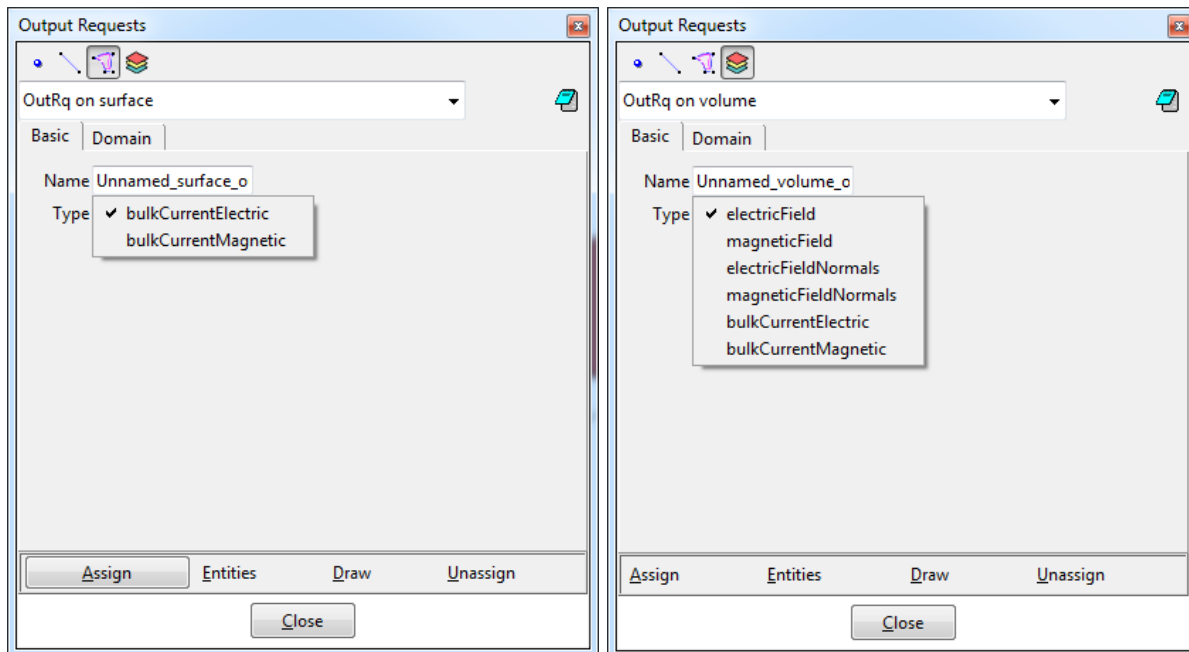 Output Requests
OutRq on surface
Basic Domain
Name Unnamed_surface_o
Type ✔ bulkCurrentElectric
bulkCurrentMagnetic
Assign Entities Draw Unassign
Close
Output Requests
OutRq on volume
Basic Domain
Name Unnamed_volume_o
Type ✔ electricField
magneticField
electricFieldNormals
magneticFieldNormals
bulkCurrentElectric
bulkCurrentMagnetic
Assign Entities Draw Unassign
Close